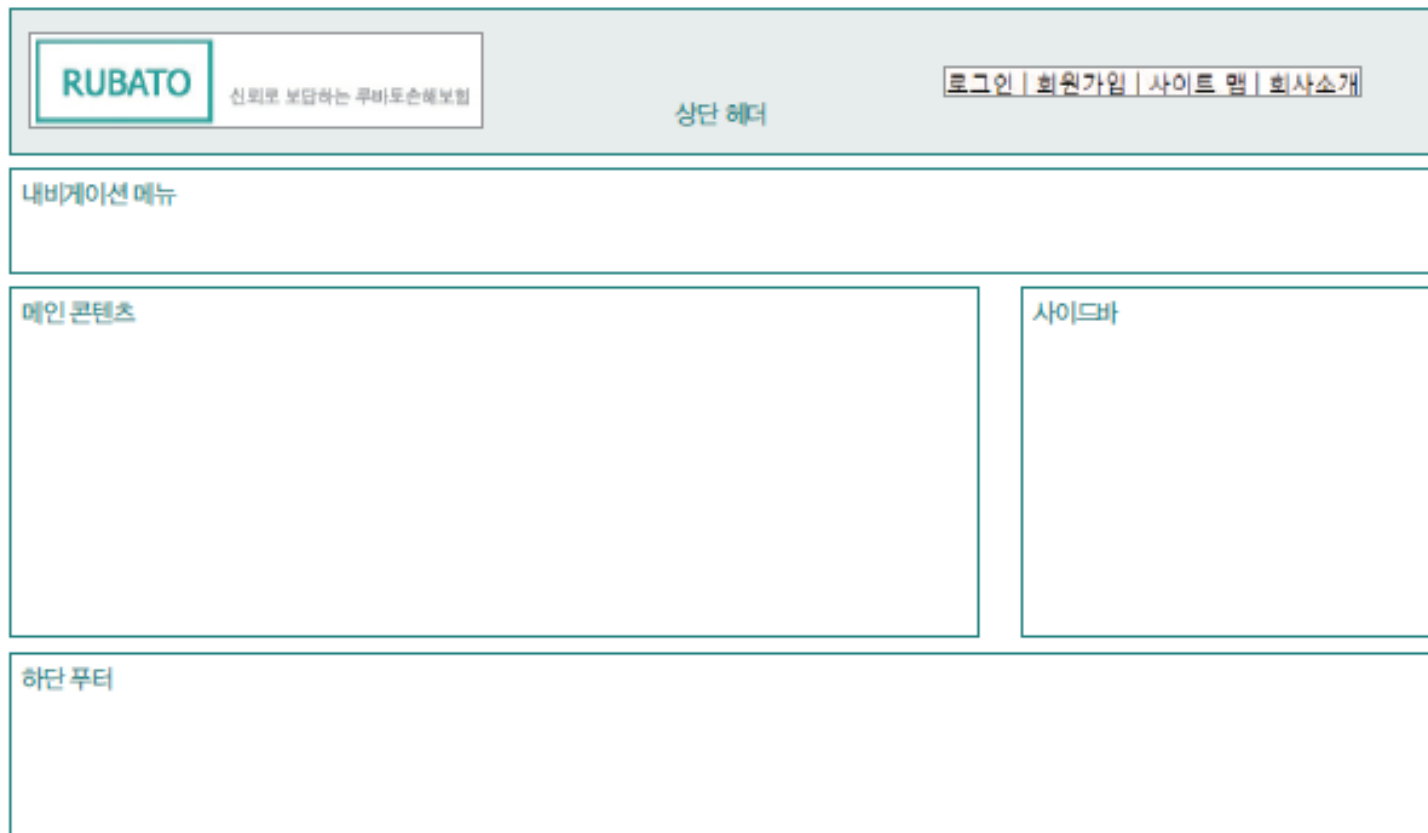 RUBATO
신뢰로 보답하는 루바토손해보험
로그인 | 회원가입 | 사이트 맵 | 회사소개
상단 헤더
내비게이션 메뉴
메인 콘텐츠
사이드바
하단 푸터